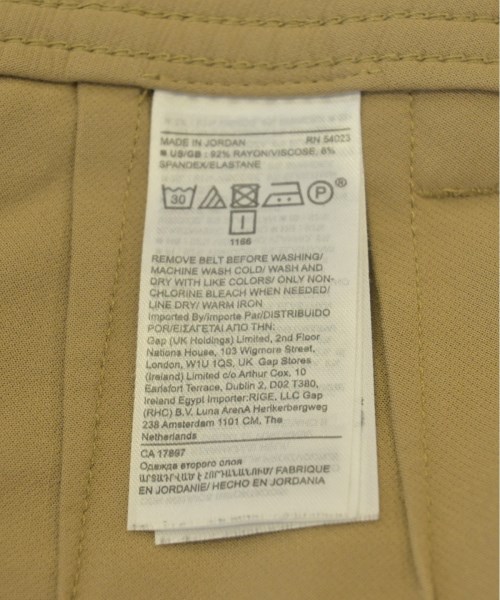 MADE IN JORDAN RN 54023
■ US/GB : 92% RAYON/VISCOSE, 8%
SPANDEX/ELASTANE
30 P ®
1166
REMOVE BELT BEFORE WASHING/
MACHINE WASH COLD/ WASH AND
DRY WITH LIKE COLORS/ ONLY NON-
CHLORINE BLEACH WHEN NEEDED/
LINE DRY/ WARM IRON
Imported By/Importe Par/DISTRIBUIDO
POR/ΕΙΣΑΓΕΤΑΙ ΑΠΟ ΤΗΝ:
Gap (UK Holdings) Limited, 2nd Floor
Nations House, 103 Wigmore Street,
London, W1U 1QS, UK. Gap Stores
(Ireland) Limited c/o Arthur Cox, 10
Earlsfort Terrace, Dublin 2, D02 T380,
Ireland Egypt Importer:RIGE, LLC Gap
(RHC) B.V. Luna ArenA Herikerbergweg
238 Amsterdam 1101 CM, The
Netherlands
CA 17897
Одежда второго слоя
ԱՐՏԱԴՐՎԱԾ Է ՀՈՐԴԱՆԱՆՈՒՄ/ FABRIQUE
EN JORDANIE/ HECHO EN JORDANIA